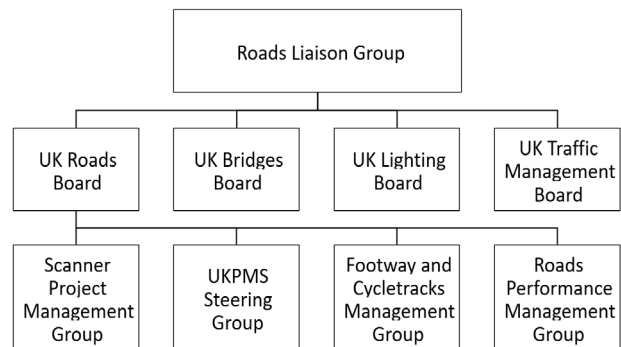 Roads Liaison Group
UK Roads
Board
UK Bridges
Board
UK Lighting
Board
UK Traffic
Management
Board
Scanner
Project
Management
Group
UKPMS
Steering
Group
Footway and
Cycletracks
Management
Group
Roads
Performance
Management
Group